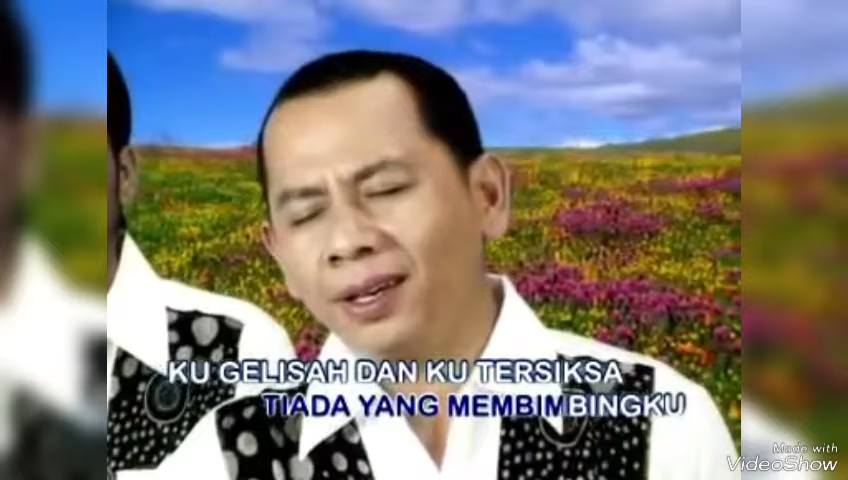 KU GELISAH DAN KU TERSIKSA
TIADA YANG MEMBIMBINGKU
Made with
VideoShow